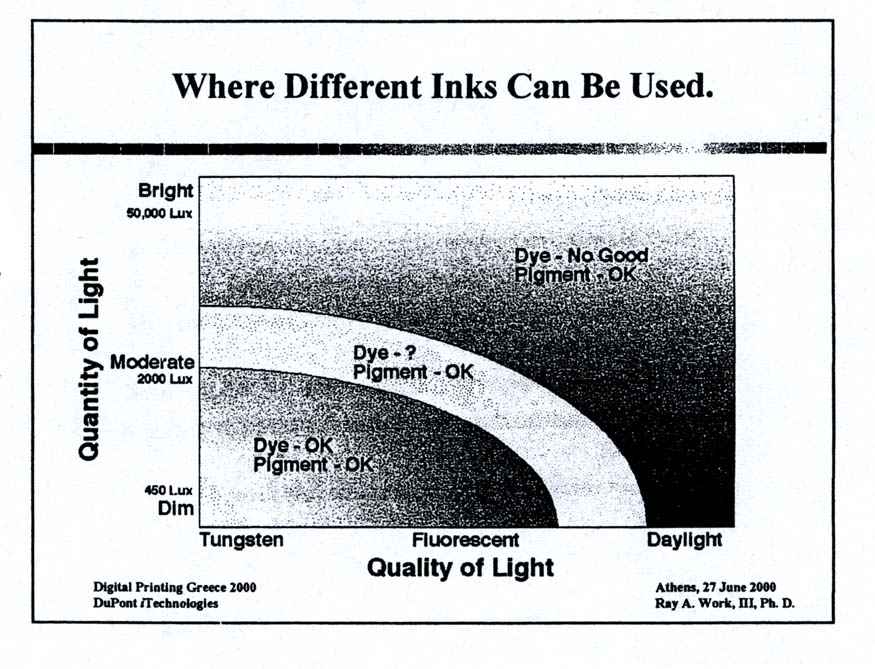 Where Different Inks Can Be Used.
Bright
50,000 Lux
Dye - No Good
Pigment - OK
Quantity of Light
Dye - ?
Pigment - OK
Moderate
2000 Lux
Dye - OK
Pigment - OK
450 Lux
Dim
Tungsten Fluorescent Daylight
Quality of Light
Digital Printing Greece 2000
DuPont iTechnologies
Athens, 27 June 2000
Ray A. Work, III, Ph. D.